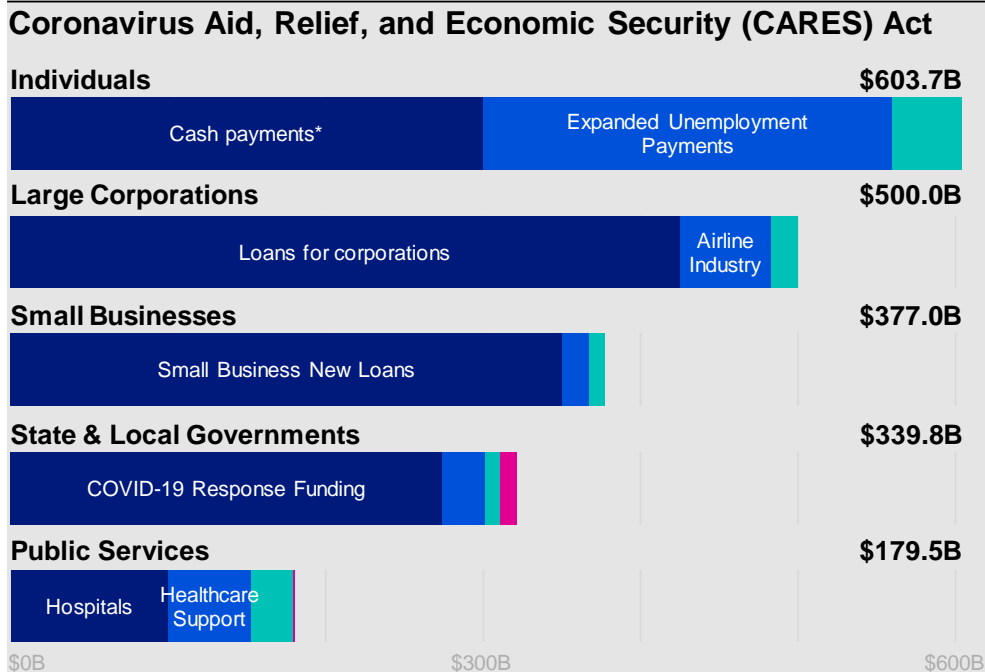 Coronavirus Aid, Relief, and Economic Security (CARES) Act
Individuals $603.7B
Cash payments*
Expanded Unemployment
Payments
Large Corporations $500.0B
Loans for corporations
Airline
Industry
Small Businesses $377.0B
Small Business New Loans
State & Local Governments $339.8B
COVID-19 Response Funding
Public Services $179.5B
Hospitals
Healthcare
Support
$0B $300B $600B